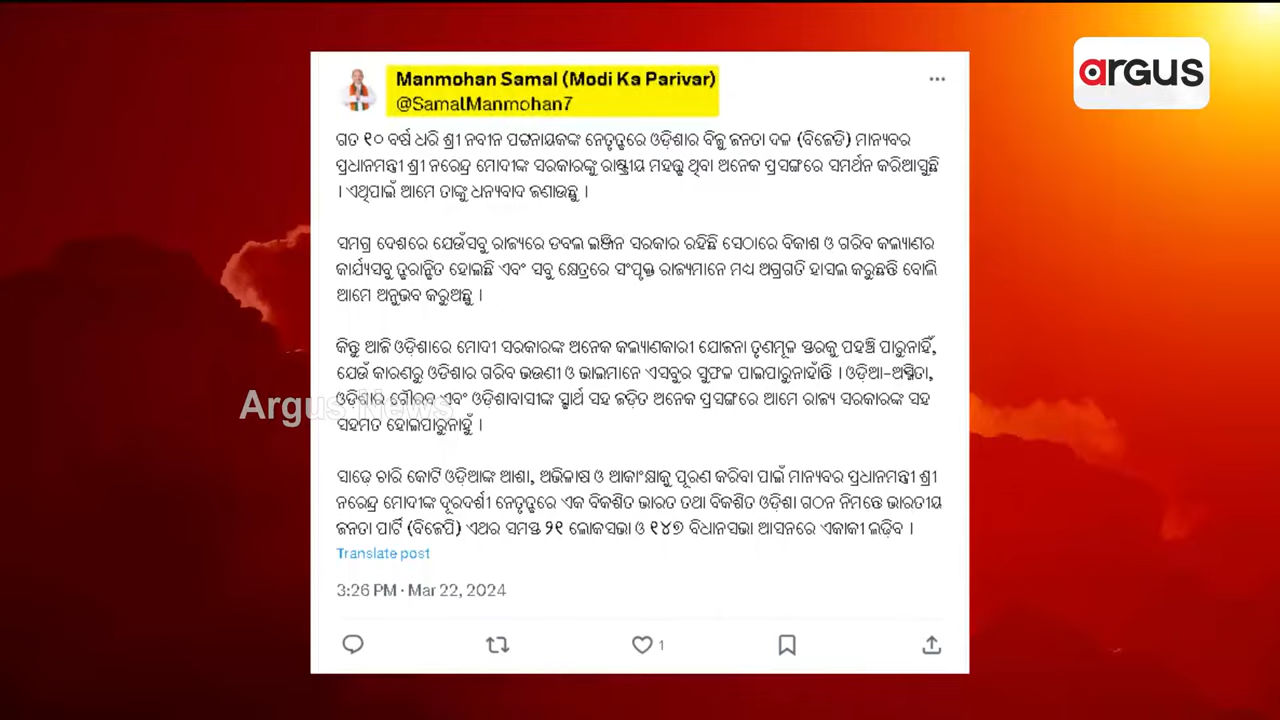 argus
Manmohan Samal (Modi Ka Parivar)
@SamalManmohan7
ଗତ ୧୦ ବର୍ଷ ଧରି ଶ୍ରୀ ନବୀନ ପଟ୍ଟନାୟକଙ୍କ ନେତୃତ୍ବରେ ଓଡ଼ିଶାର ବିଜୁ ଜନତା ଦଳ (ବିଜେଡି) ମାନ୍ୟବର
ପ୍ରଧାନମନ୍ତ୍ରୀ ଶ୍ରୀ ନରେନ୍ଦ୍ର ମୋଦୀଙ୍କ ସରକାରଙ୍କୁ ରାଷ୍ଟ୍ରୀୟ ମହତ୍ତ୍ୱ ଥିବା ଅନେକ ପ୍ରସଙ୍ଗରେ ସମର୍ଥନ କରିଆସୁଛି
। ଏଥିପାଇଁ ଆମେ ତାଙ୍କୁ ଧନ୍ୟବାଦ ଜଣାଉଛୁ ।
ସମଗ୍ର ଦେଶରେ ଯେଉଁସବୁ ରାଜ୍ୟରେ ଡବଲ ଇଞ୍ଜିନ ସରକାର ରହିଛି ସେଠାରେ ବିକାଶ ଓ ଗରିବ କଲ୍ୟାଣର
କାର୍ଯ୍ୟସବୁ ତ୍ବରାନ୍ବିତ ହୋଇଛି ଏବଂ ସବୁ କ୍ଷେତ୍ରରେ ସଂପୃକ୍ତ ରାଜ୍ୟମାନେ ମଧ୍ୟ ଅଗ୍ରଗତି ହାସଲ କରୁଛନ୍ତି ବୋଲି
ଆମେ ଅନୁଭବ କରୁଅଛୁ ।
କିନ୍ତୁ ଆଜି ଓଡ଼ିଶାରେ ମୋଦୀ ସରକାରଙ୍କ ଅନେକ କଲ୍ୟାଣକାରୀ ଯୋଜନା ତୃଣମୂଳ ସ୍ତରକୁ ପହଞ୍ଚି ପାରୁନାହିଁ,
ଯେଉଁ କାରଣରୁ ଓଡିଶାର ଗରିବ ଭଉଣୀ ଓ ଭାଇମାନେ ଏସବୁର ସୁଫଳ ପାଇପାରୁନାହାଁନ୍ତି । ଓଡ଼ିଆ-ଅସ୍ମିତା,
ଓଡ଼ିଶାର ଗୌରବ ଏବଂ ଓଡ଼ିଶାବାସୀଙ୍କ ସ୍ବାର୍ଥ ସହ ଜଡ଼ିତ ଅନେକ ପ୍ରସଙ୍ଗରେ ଆମେ ରାଜ୍ୟ ସରକାରଙ୍କ ସହ
ସହମତ ହୋଇପାରୁନାହୁଁ ।
Argus News
ସାଢ଼େ ଚାରି କୋଟି ଓଡ଼ିଆଙ୍କ ଆଶା, ଅଭିଳାଷ ଓ ଆକାଂକ୍ଷାକୁ ପୂରଣ କରିବା ପାଇଁ ମାନ୍ୟବର ପ୍ରଧାନମନ୍ତ୍ରୀ ଶ୍ରୀ
ନରେନ୍ଦ୍ର ମୋଦୀଙ୍କ ଦୂରଦର୍ଶୀ ନେତୃତ୍ବରେ ଏକ ବିକଶିତ ଭାରତ ତଥା ବିକଶିତ ଓଡ଼ିଶା ଗଠନ ନିମନ୍ତେ ଭାରତୀୟ
ଜନତା ପାର୍ଟି (ବିଜେପି) ଏଥର ସମସ୍ତ ୨୧ ଲୋକସଭା ଓ ୧୪୭ ବିଧାନସଭା ଆସନରେ ଏକାକୀ ଲଢ଼ିବ ।
Translate post
3:26 PM · Mar 22, 2024
1